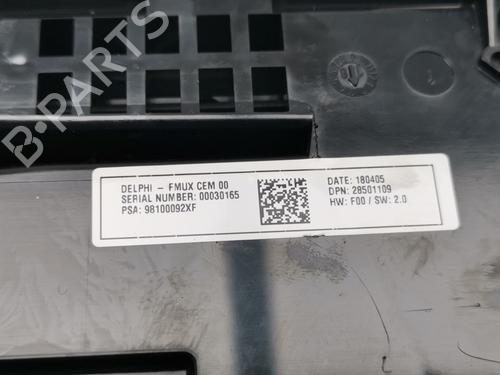 B-PARTS
DELPHI - FMUX CEM 00
SERIAL NUMBER: 00030165
PSA: 98100092XF
DATE: 180405
DPN: 28501109
HW: F00 / SW: 2.0